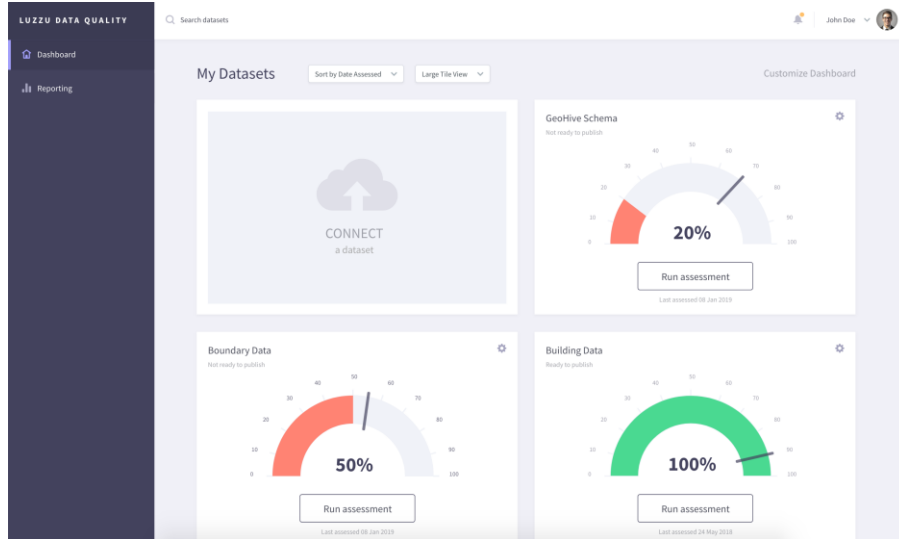 LUZZU DATA QUALITY
Search datasets
John Doe
Dashboard
Reporting
My Datasets
Sort by Date Assessed
Large Tile View
Customize Dashboard
CONNECT
a dataset
GeoHive Schema
Not ready to publish
0
10
20
30
40
50
60
70
80
90
100
20%
Run assessment
Last assessed 08 Jan 2019
Boundary Data
Not ready to publish
0
10
20
30
40
50
60
70
80
90
100
50%
Run assessment
Last assessed 08 Jan 2019
Building Data
Ready to publish
0
10
20
30
40
50
60
70
80
90
100
100%
Run assessment
Last assessed 24 May 2018